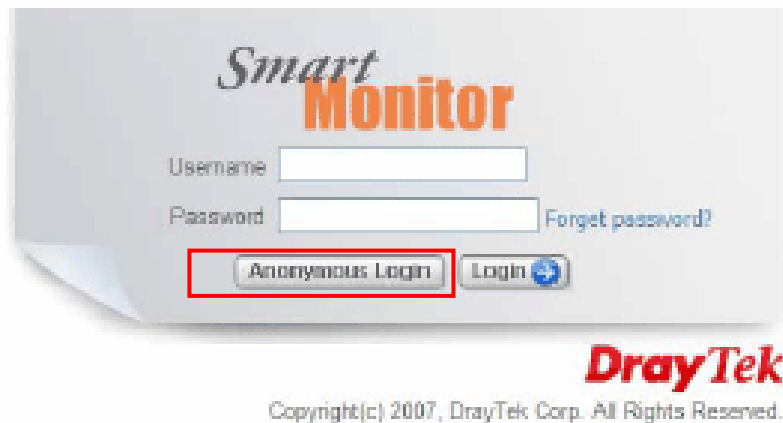 Smart
Monitor
Username
Password Forget password?
Anonymous Login Login
DrayTek
Copyright(c) 2007, DrayTek Corp. All Rights Reserved.